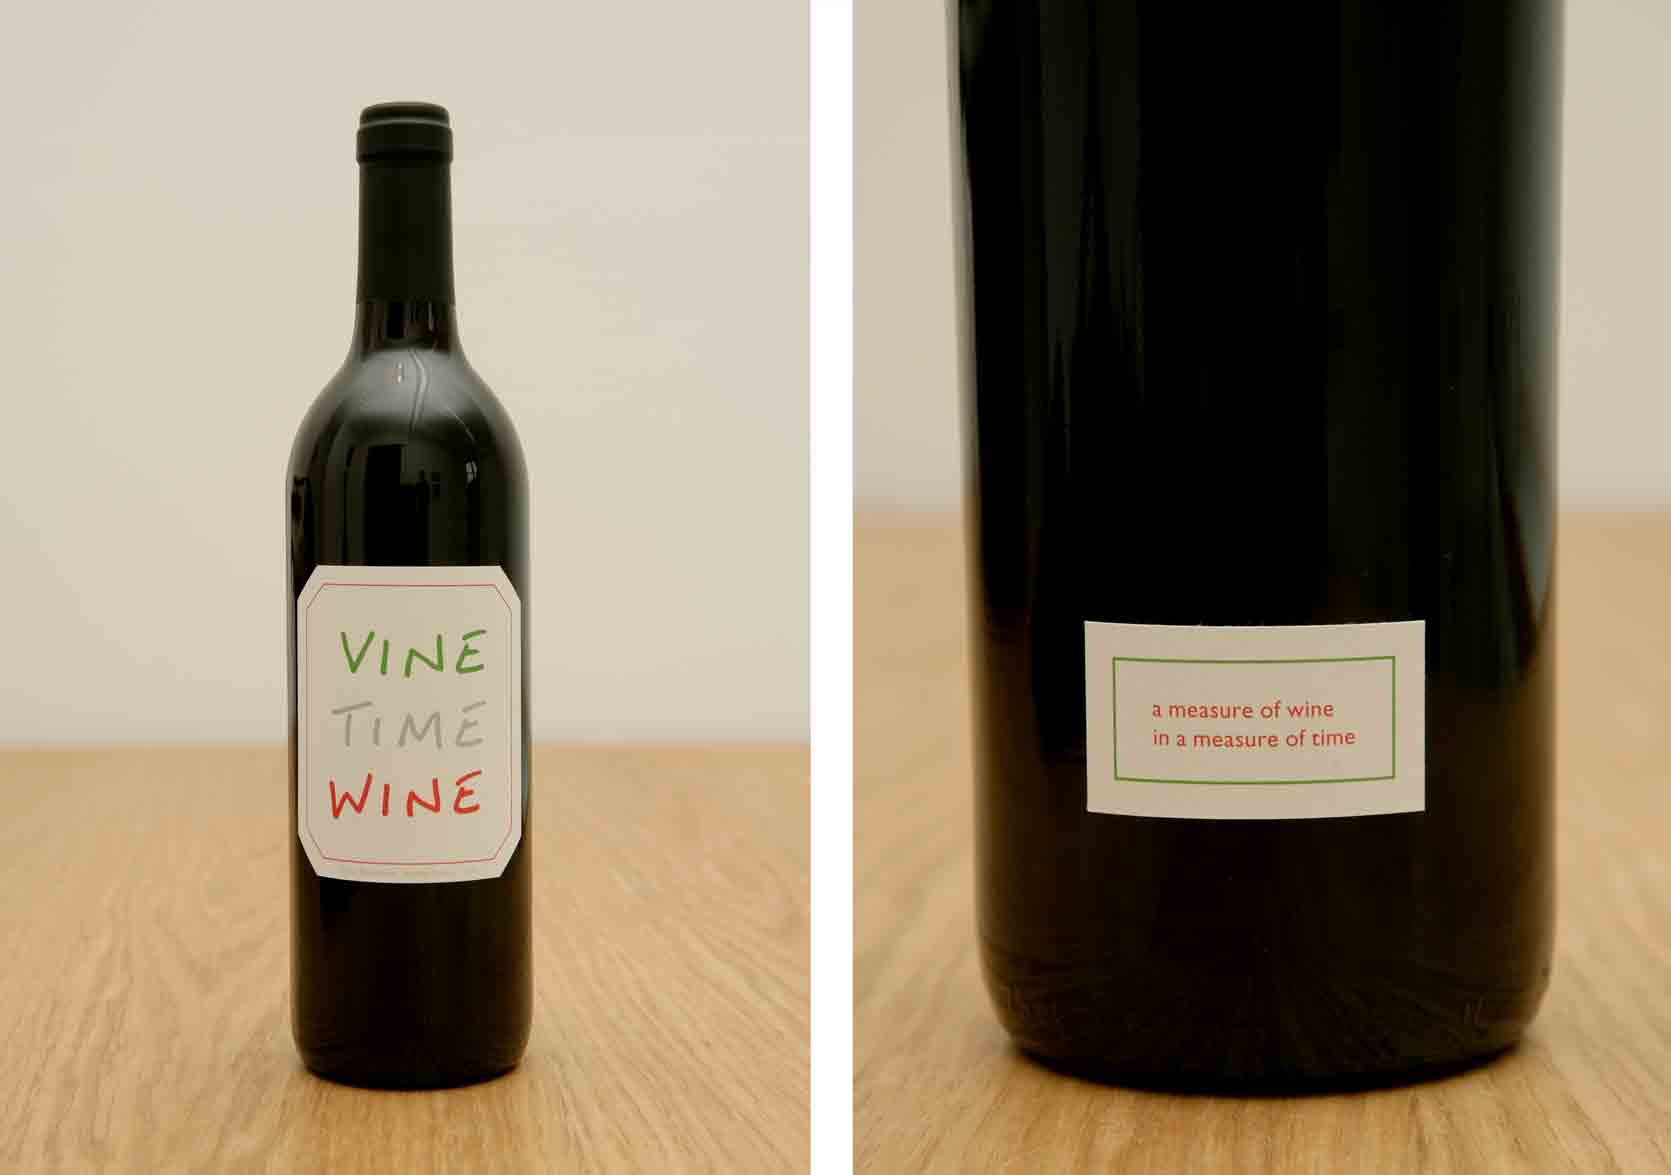 VINE
TIME
WINE
a measure of wine
in a measure of time